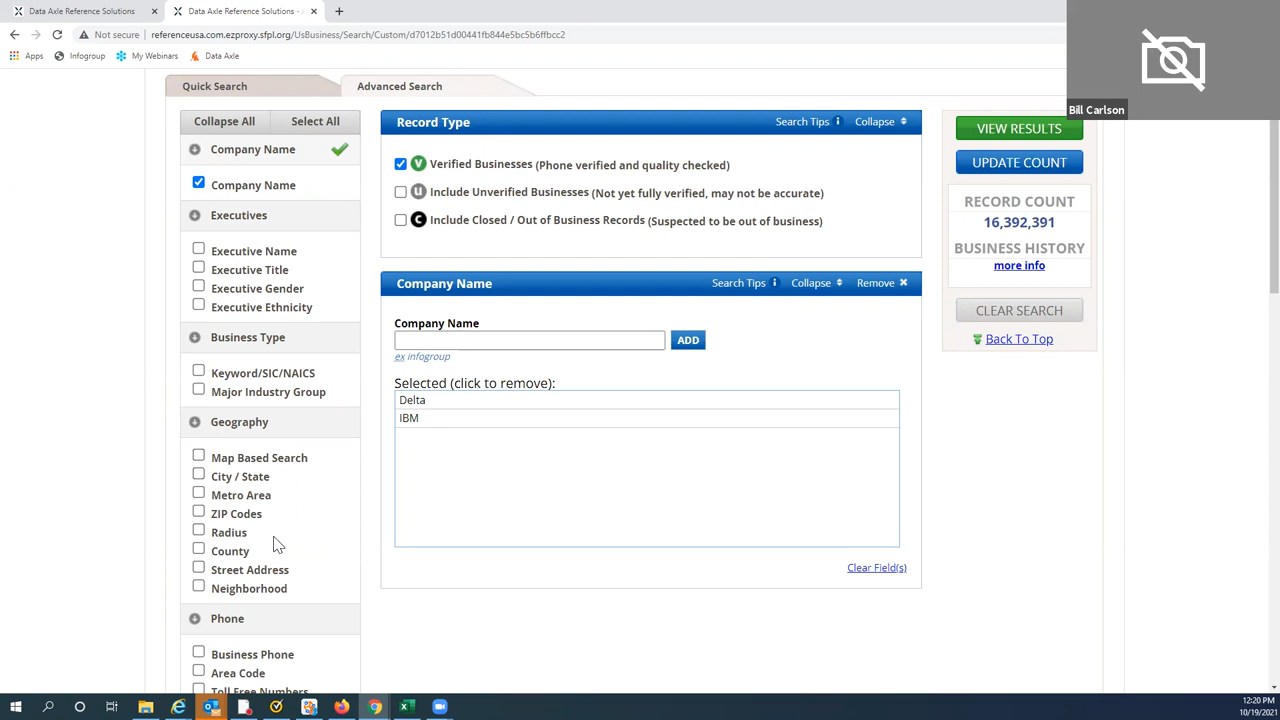 Data Axle Reference Solutions
Data Axle Reference Solutions - A
Not secure
referenceusa.com.ezproxy.sfpl.org/UsBusiness/Search/Custom/d7012b51d00441fb844e5bc5b6ffbcc2
Apps
Infogroup
My Webinars
Data Axle
Bill Carlson
Quick Search
Advanced Search
Collapse All
Select All
Company Name
Company Name
Executives
Executive Name
Executive Title
Executive Gender
Executive Ethnicity
Business Type
Keyword/SIC/NAICS
Major Industry Group
Geography
Map Based Search
City / State
Metro Area
ZIP Codes
Radius
County
Street Address
Neighborhood
Phone
Business Phone
Area Code
Toll Free Numbers
Record Type
Search Tips i
Collapse
V Verified Businesses (Phone verified and quality checked)
U Include Unverified Businesses (Not yet fully verified, may not be accurate)
C Include Closed / Out of Business Records (Suspected to be out of business)
Company Name
Search Tips i
Collapse
Remove
Company Name
ADD
ex infogroup
Selected (click to remove):
Delta
IBM
Clear Field(s)
VIEW RESULTS
UPDATE COUNT
RECORD COUNT
16,392,391
BUSINESS HISTORY
more info
CLEAR SEARCH
Back To Top
12:20 PM
10/19/2021